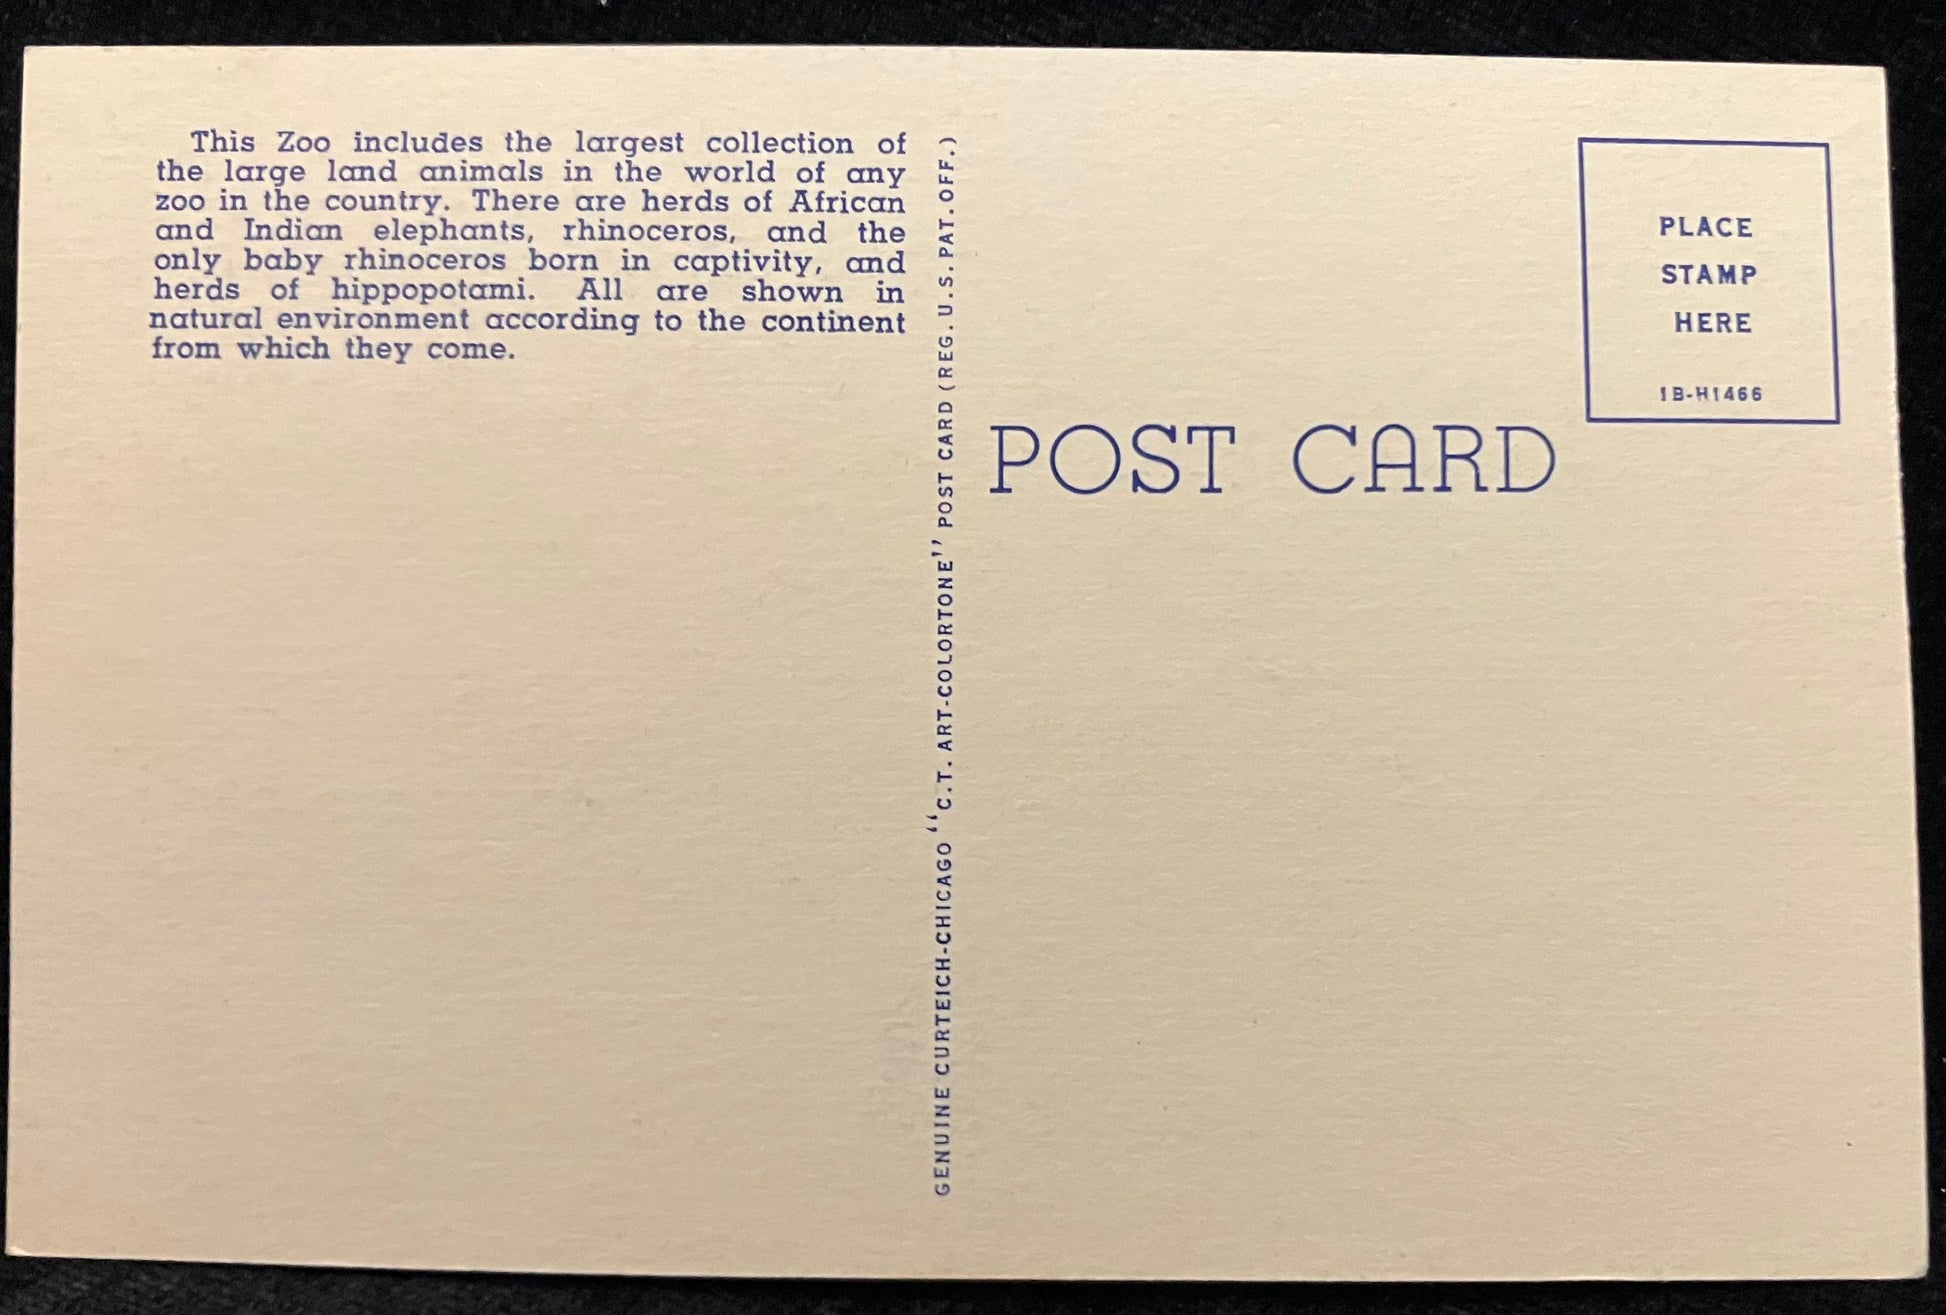 This Zoo includes the largest collection of
the large land animals in the world of any
zoo in the country. There are herds of African
and Indian elephants, rhinoceros, and the
only baby rhinoceros born in captivity, and
herds of hippopotami. All are shown in
natural environment according to the continent
from which they come.
GENUINE CURTEICH-CHICAGO "C.T. ART-COLORTONE" POST CARD (REG. U.S. PAT. OFF.)
POST CARD
PLACE
STAMP
HERE
1B-H1466